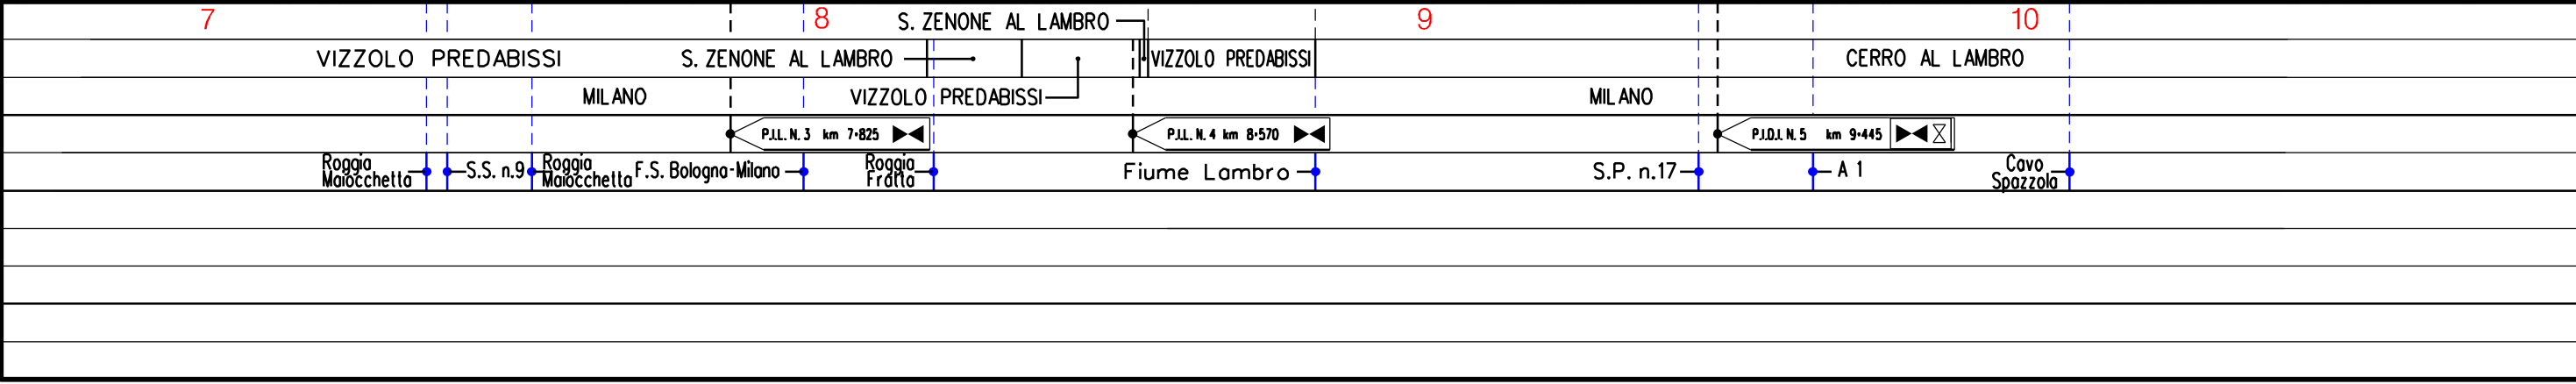 7 8 9 10
S. ZENONE AL LAMBRO
VIZZOLO PREDABISSI S. ZENONE AL LAMBRO VIZZOLO PREDABISSI CERRO AL LAMBRO
MILANO VIZZOLO PREDABISSI MILANO
P.I.L. N. 3 km 7+825 P.I.L. N. 4 km 8+570 P.I.D.I. N. 5 km 9+445
Roggia
Maiocchetta
S.S. n.9
Roggia
Maiocchetta
F.S. Bologna-Milano
Roggia
Fratta
Fiume Lambro
S.P. n.17
A 1
Cavo
Spazzola